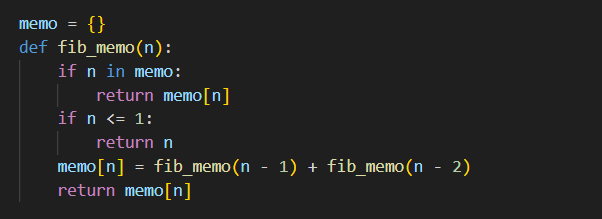 memo = {}
def fib_memo(n):
    if n in memo:
        return memo[n]
    if n <= 1:
        return n
    memo[n] = fib_memo(n - 1) + fib_memo(n - 2)
    return memo[n]